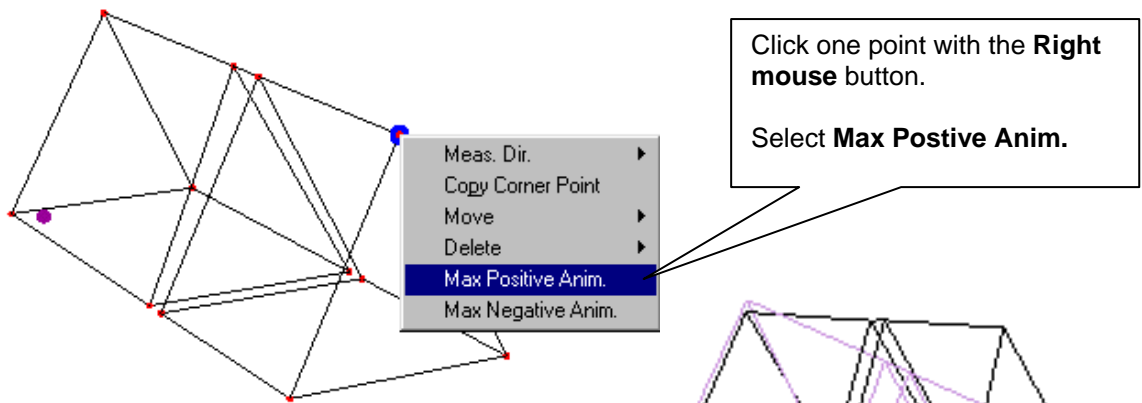 Click one point with the Right
mouse button.
Select Max Postive Anim.
Meas. Dir.
Copy Corner Point
Move
Delete
Max Positive Anim.
Max Negative Anim.